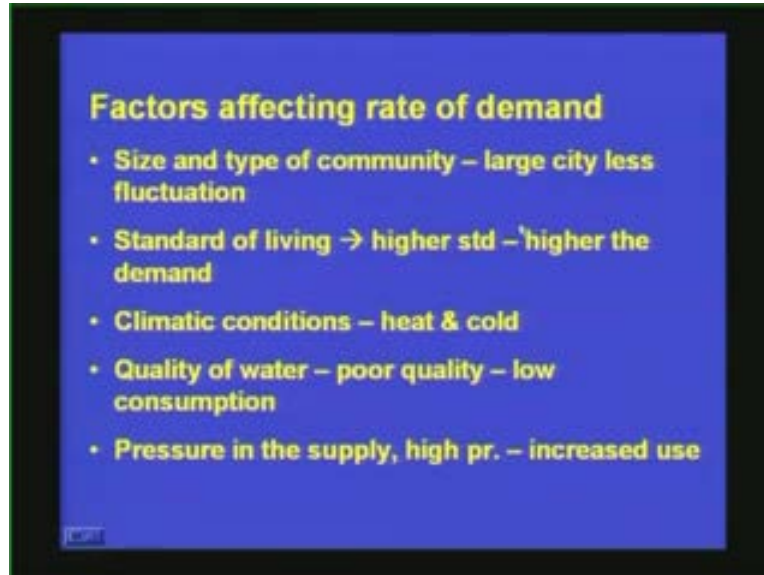 Factors affecting rate of demand
• Size and type of community – large city less
fluctuation
• Standard of living → higher std – higher the
demand
• Climatic conditions – heat & cold
• Quality of water – poor quality – low
consumption
• Pressure in the supply, high pr. – increased use